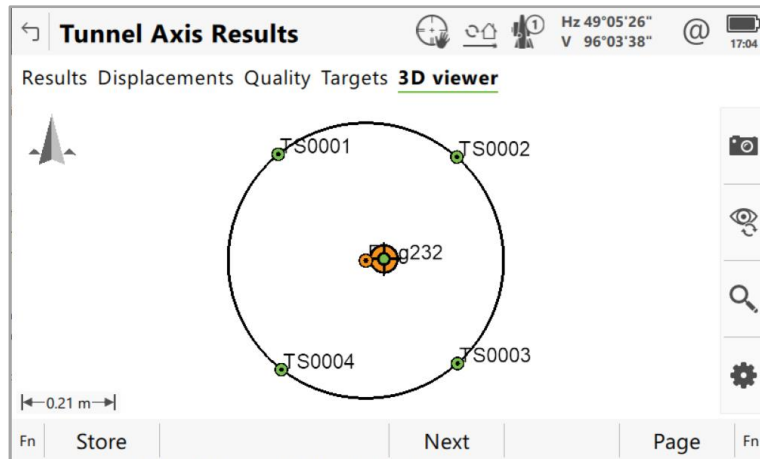 Tunnel Axis Results
1
Hz 49°05'26"
V 96°03'38"
@
17:04
Results Displacements Quality Targets 3D viewer
TS0001
TS0002
g232
TS0004
TS0003
0.21 m
Fn Store Next Page Fn